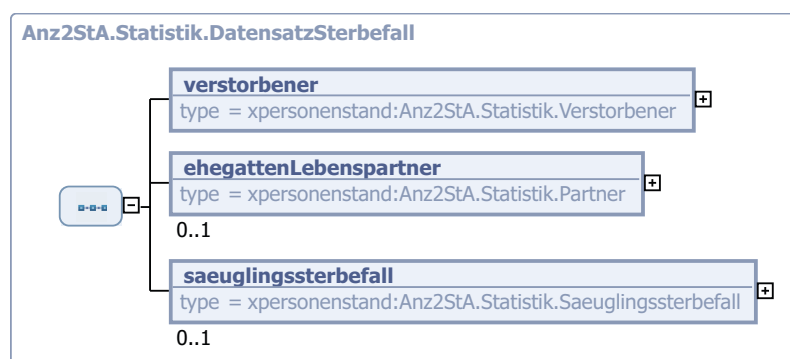 Anz2StA.Statistik.DatensatzSterbefall
verstorbener
type = xpersonenstand:Anz2StA.Statistik.Verstorbener
ehegattenLebenspartner
type = xpersonenstand:Anz2StA.Statistik.Partner
0..1
saeuglingssterbefall
type = xpersonenstand:Anz2StA.Statistik.Saeuglingssterbefall
0..1